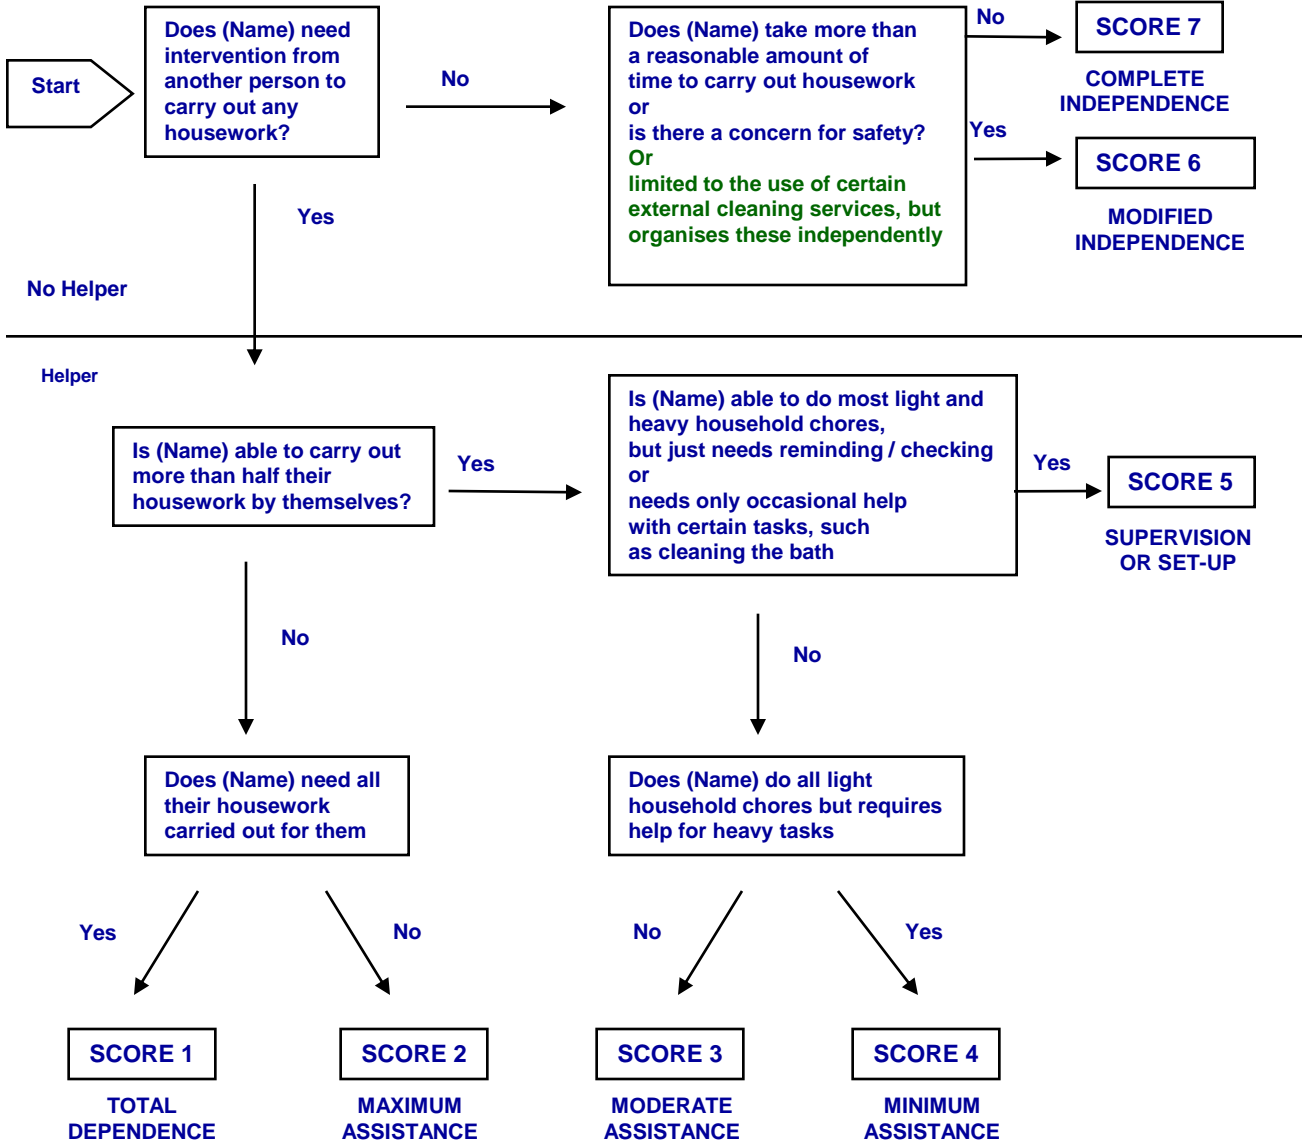 Start
Does (Name) need
intervention from
another person to
carry out any
housework?
No
Does (Name) take more than
a reasonable amount of
time to carry out housework
or
is there a concern for safety?
Or
limited to the use of certain
external cleaning services, but
organises these independently
No
SCORE 7
COMPLETE
INDEPENDENCE
Yes
SCORE 6
MODIFIED
INDEPENDENCE
Yes
No Helper
Helper
Is (Name) able to carry out
more than half their
housework by themselves?
Yes
Is (Name) able to do most light and
heavy household chores,
but just needs reminding / checking
or
needs only occasional help
with certain tasks, such
as cleaning the bath
Yes
SCORE 5
SUPERVISION
OR SET-UP
No
No
Does (Name) need all
their housework
carried out for them
Does (Name) do all light
household chores but requires
help for heavy tasks
Yes
No
No
Yes
SCORE 1
TOTAL
DEPENDENCE
SCORE 2
MAXIMUM
ASSISTANCE
SCORE 3
MODERATE
ASSISTANCE
SCORE 4
MINIMUM
ASSISTANCE